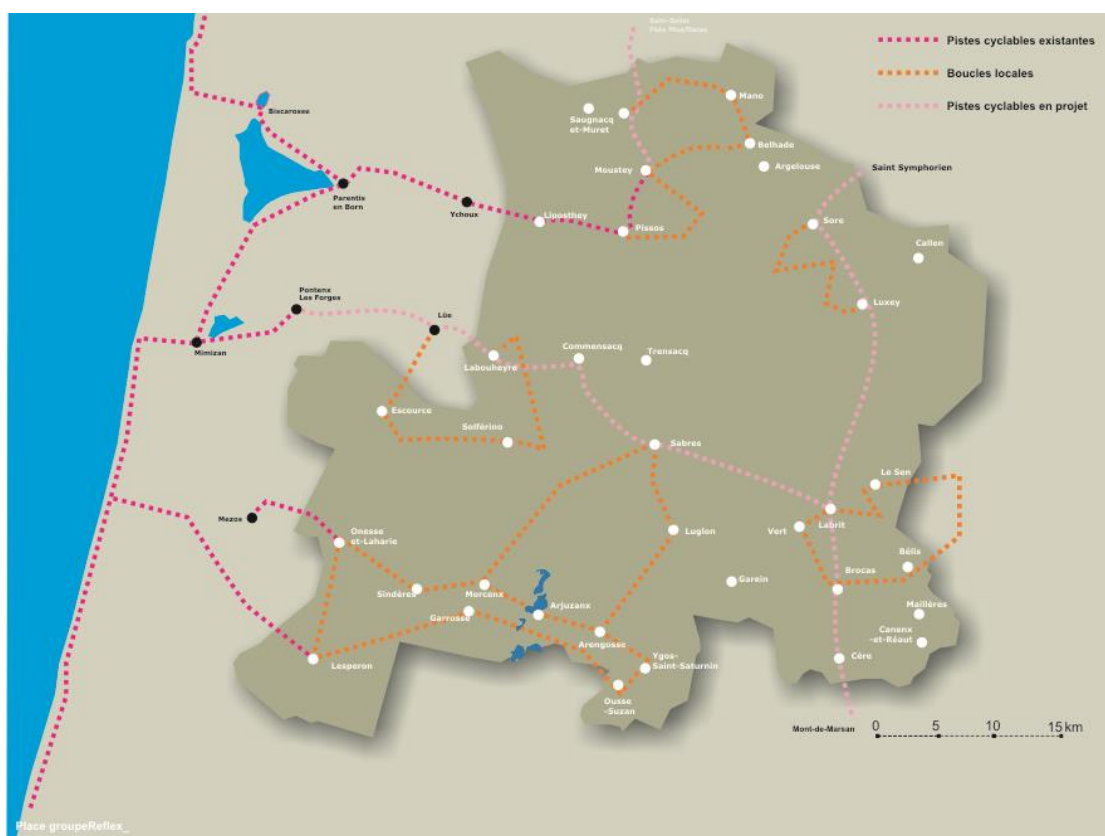 Saint Symphorien
Pistes cyclables existantes
Boucles locales
Pistes cyclables en projet
Biscarosse
Mano
Saugnacq
et-Muret
Belhade
Moustey
Argelouse
Parentis
en Born
Ychoux
Liposthey
Pissos
Sore
Callen
Pontenx
Les Forges
Lüe
Luxey
Mimizan
Labouheyre
Commensacq
Trensacq
Escource
Solférino
Sabres
Le Sen
Mezos
Onesse
et-Laharie
Luglon
Vert
Labrit
Bélis
Sindères
Morcenx
Garein
Brocas
Garrosse
Arjuzanx
Maillères
Arengosse
Canenx
-et-Réaut
Lesperon
Ygos-
Saint-Saturnin
Cère
Ousse
-Suzan
Mont-de-Marsan
0 5 10 15 km
Place groupeReflex_